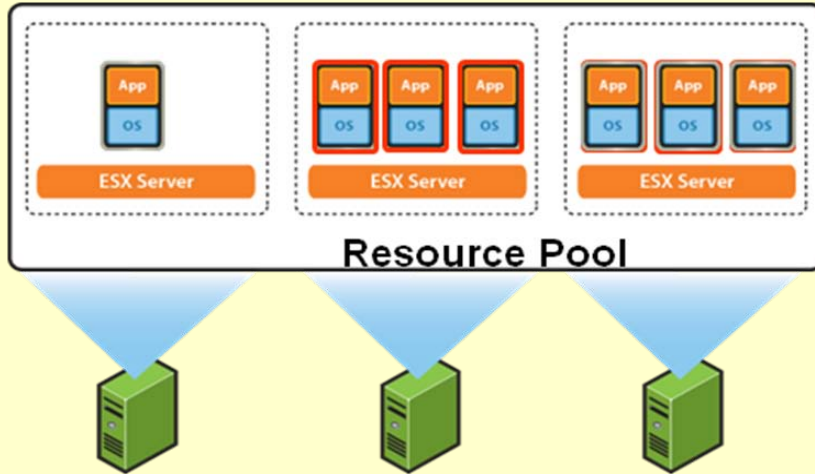 App App App App App App App
OS OS OS OS OS OS OS
ESX Server ESX Server ESX Server
Resource Pool